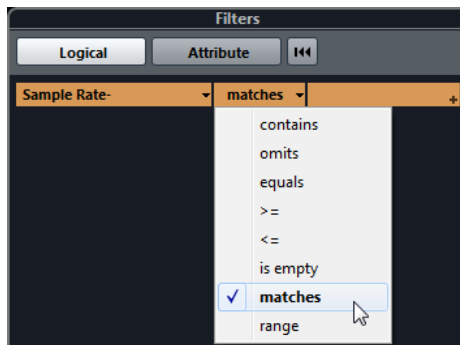 Filters
Logical Attribute
Sample Rate- matches +
contains
omits
equals
>=
<=
is empty
✓ matches
range